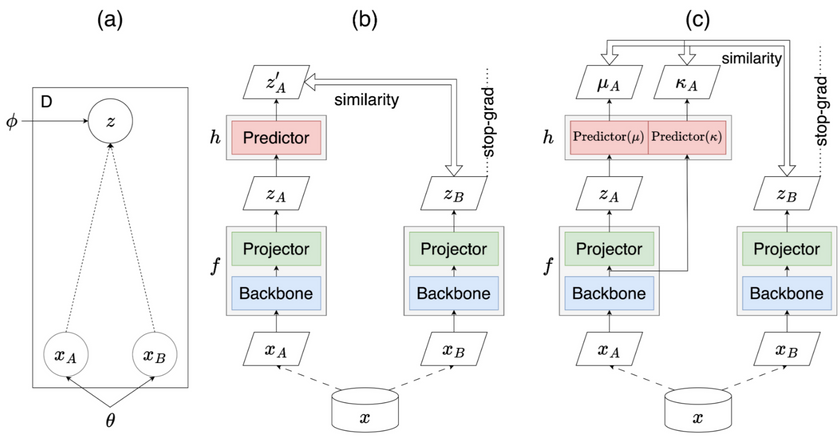 (a)
D
ϕ
z
x_A
x_B
θ
(b)
z'_A
similarity
stop-grad
h
Predictor
z_A
z_B
f
Projector
Projector
Backbone
Backbone
x_A
x_B
x
(c)
similarity
μ_A
κ_A
stop-grad
h
Predictor(μ)
Predictor(κ)
z_A
z_B
f
Projector
Projector
Backbone
Backbone
x_A
x_B
x